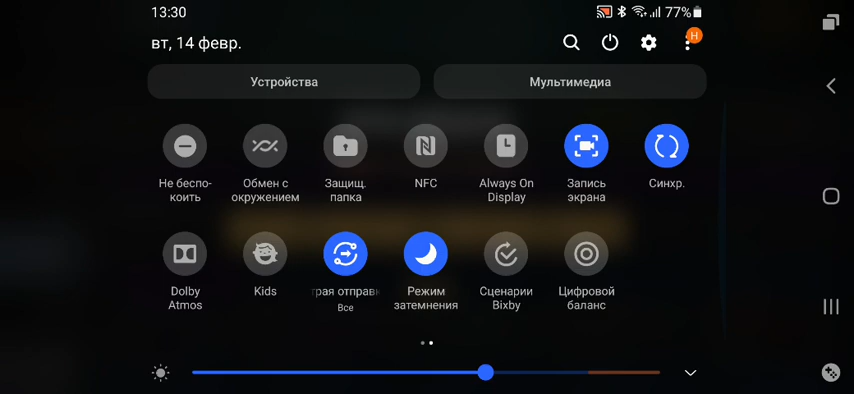 13:30
77%
вт, 14 февр.
Н
Устройства
Мультимедиа
Не беспо-
коить
Обмен с
окружением
Защищ.
папка
NFC
Always On
Display
Запись
экрана
Синхр.
Dolby
Atmos
Kids
трая отправк
Все
Режим
затемнения
Сценарии
Bixby
Цифровой
баланс